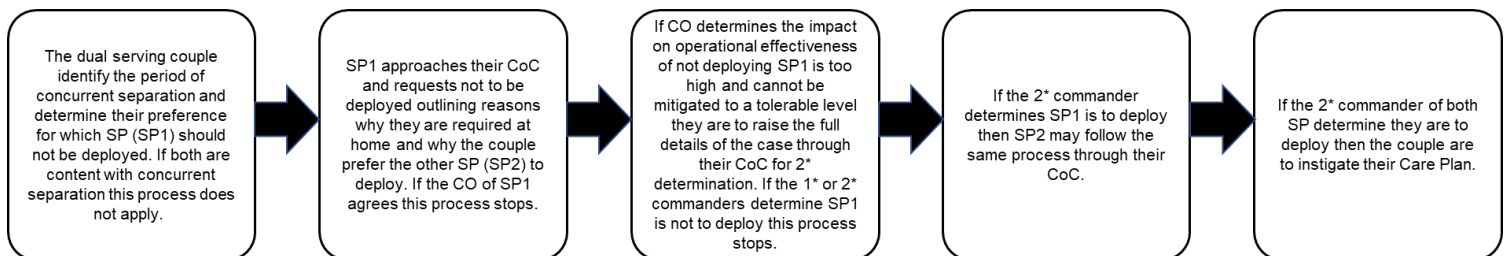 The dual serving couple
identify the period of
concurrent separation and
determine their preference
for which SP (SP1) should
not be deployed. If both are
content with concurrent
separation this process does
not apply.
SP1 approaches their CoC
and requests not to be
deployed outlining reasons
why they are required at
home and why the couple
prefer the other SP (SP2) to
deploy. If the CO of SP1
agrees this process stops.
If CO determines the impact
on operational effectiveness
of not deploying SP1 is too
high and cannot be
mitigated to a tolerable level
they are to raise the full
details of the case through
their CoC for 2*
determination. If the 1* or 2*
commanders determine SP1
is not to deploy this process
stops.
If the 2* commander
determines SP1 is to deploy
then SP2 may follow the
same process through their
CoC.
If the 2* commander of both
SP determine they are to
deploy then the couple are
to instigate their Care Plan.